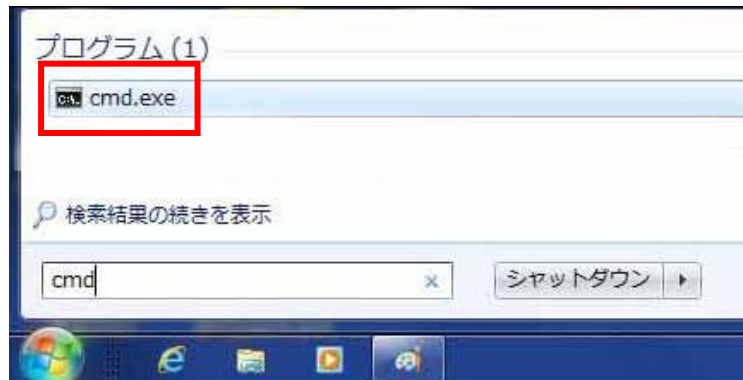 プログラム (1)
cmd.exe
検索結果の続きを表示
cmd
シャットダウン